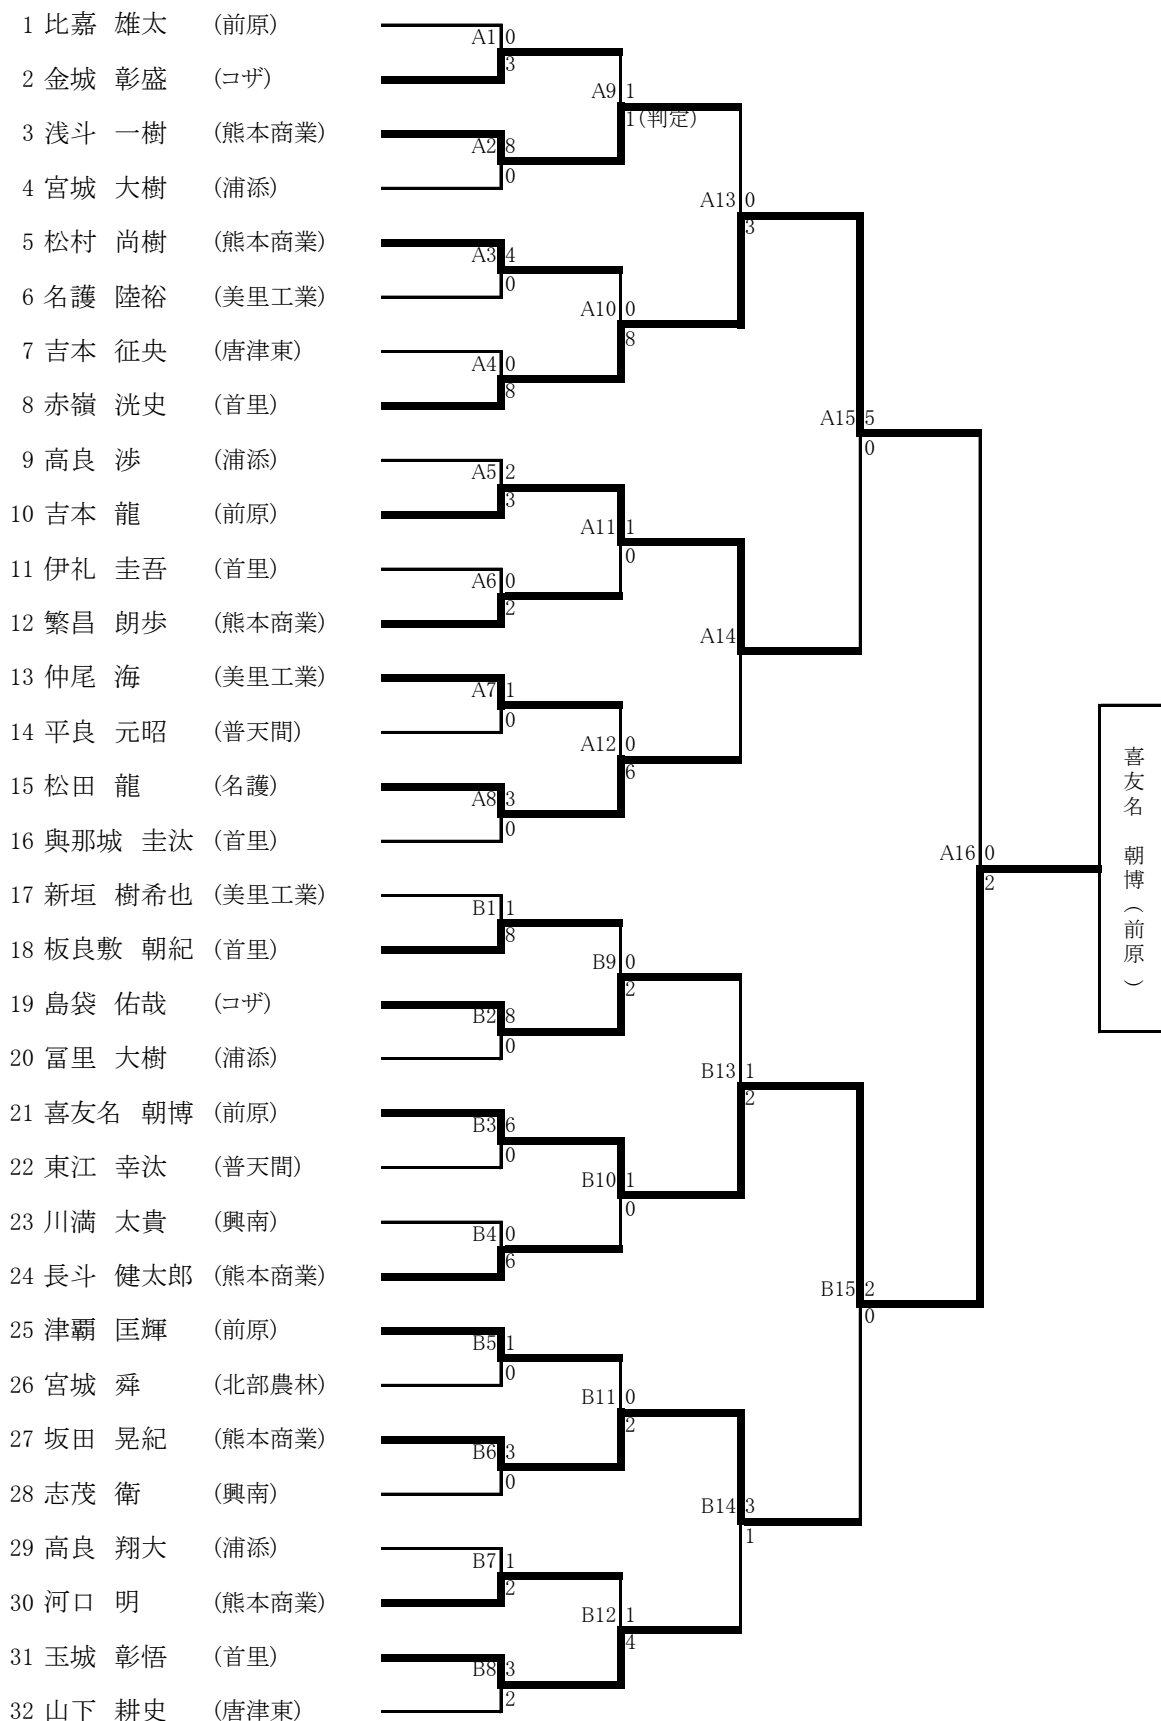 1 比嘉 雄太 (前原)
A1 0
3
2 金城 彰盛 (コザ)
A9 1
1(判定)
3 浅斗 一樹 (熊本商業)
A2 8
0
4 宮城 大樹 (浦添)
A13 0
3
5 松村 尚樹 (熊本商業)
A3 4
0
6 名護 陸裕 (美里工業)
A10 0
8
7 吉本 征央 (唐津東)
A4 0
8
8 赤嶺 洸史 (首里)
A15 5
0
9 高良 渉 (浦添)
A5 2
3
10 吉本 龍 (前原)
A11 1
0
11 伊礼 圭吾 (首里)
A6 0
2
12 繁昌 朗歩 (熊本商業)
A14
13 仲尾 海 (美里工業)
A7 1
0
14 平良 元昭 (普天間)
A12 0
6
15 松田 龍 (名護)
A8 3
0
16 與那城 圭汰 (首里)
A16 0
2
喜友名 朝博(前原)
17 新垣 樹希也 (美里工業)
B1 1
8
18 板良敷 朝紀 (首里)
B9 0
2
19 島袋 佑哉 (コザ)
B2 8
0
20 冨里 大樹 (浦添)
B13 1
2
21 喜友名 朝博 (前原)
B3 6
0
22 東江 幸汰 (普天間)
B10 1
0
23 川満 太貴 (興南)
B4 0
6
24 長斗 健太郎 (熊本商業)
B15 2
0
25 津覇 匡輝 (前原)
B5 1
0
26 宮城 舜 (北部農林)
B11 0
2
27 坂田 晃紀 (熊本商業)
B6 3
0
28 志茂 衛 (興南)
B14 3
1
29 高良 翔大 (浦添)
B7 1
2
30 河口 明 (熊本商業)
B12 1
4
31 玉城 彰悟 (首里)
B8 3
2
32 山下 耕史 (唐津東)